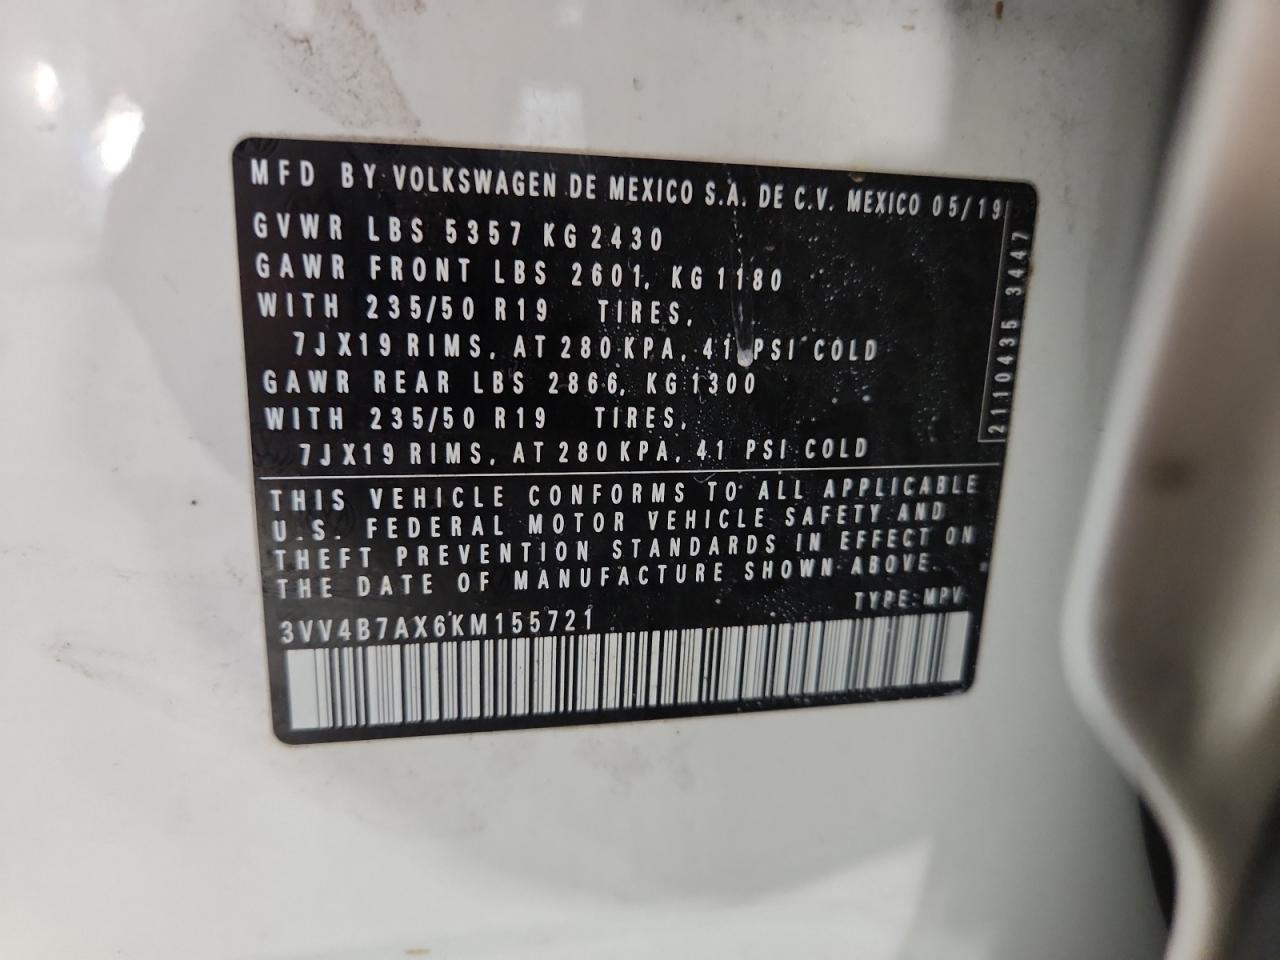 MFD BY VOLKSWAGEN DE MEXICO S.A. DE C.V. MEXICO 05/19
GVWR LBS 5357 KG 2430
GAWR FRONT LBS 2601, KG 1180
WITH 235/50 R19 TIRES,
7JX19 RIMS, AT 280 KPA, 41 PSI COLD
GAWR REAR LBS 2866, KG 1300
WITH 235/50 R19 TIRES,
7JX19 RIMS, AT 280 KPA, 41 PSI COLD
2110435 3447
THIS VEHICLE CONFORMS TO ALL APPLICABLE
U.S. FEDERAL MOTOR VEHICLE SAFETY AND
THEFT PREVENTION STANDARDS IN EFFECT ON
THE DATE OF MANUFACTURE SHOWN ABOVE.
TYPE: MPV
3VV4B7AX6KM155721